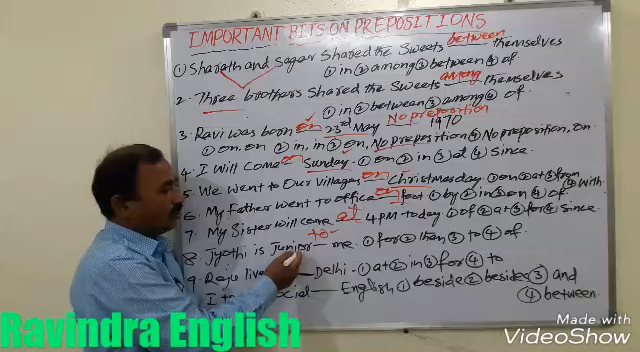 IMPORTANT BITS ON PREPOSITIONS
① Sharath and Sagar Shared the Sweets between themselves
① in ② among ③ between ④ of
2. Three brothers Shared the Sweets among themselves
① in ② between ③ among ④ of
3. Ravi was born on 23rd May No preposition 1970
① on, on ② in, in ③ on, No preposition ④ No preposition, on
4. I Will Come on Sunday. ① on ② in ③ at ④ Since
5. We went to Our Villages on Christmasday ① on ② at ③ from ④ With
6. My Father went to office on foot ① by ② in ③ on ④ of
7. My Sister will come at 4 PM today ① of ② at ③ for ④ Since
8. Jyothi is Junior to me. ① for ② than ③ to ④ of
9. Raju live Delhi - ① at ② in ③ for ④ to
I English ① beside ② besides ③ and
④ between.
Ravindra English
Made with
VideoShow